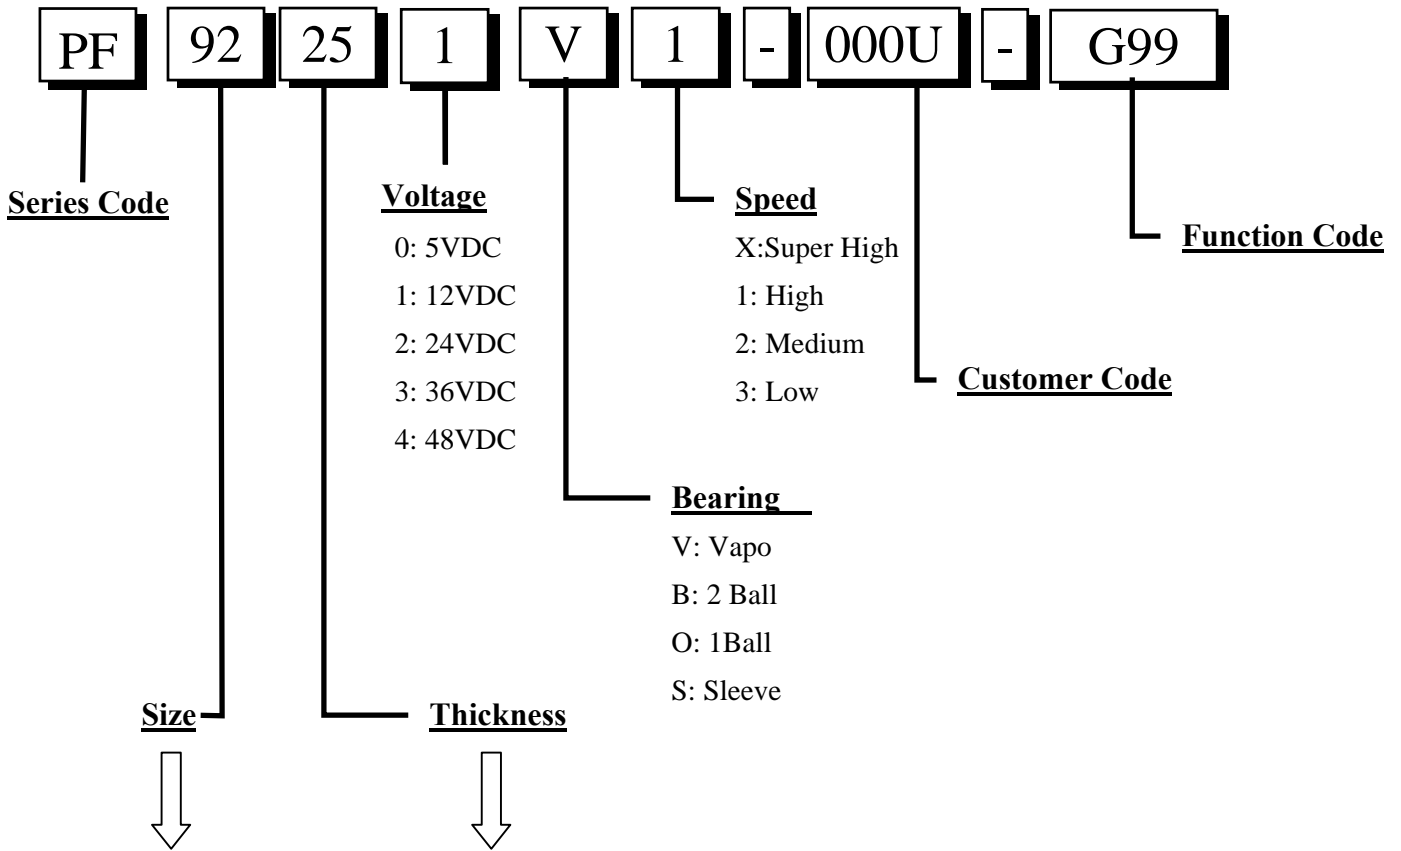 PF 92 25 1 V 1 - 000U - G99
Series Code
Voltage
0: 5VDC
1: 12VDC
2: 24VDC
3: 36VDC
4: 48VDC
Speed
X:Super High
1: High
2: Medium
3: Low
Function Code
Customer Code
Bearing
V: Vapo
B: 2 Ball
O: 1Ball
S: Sleeve
Size
Thickness